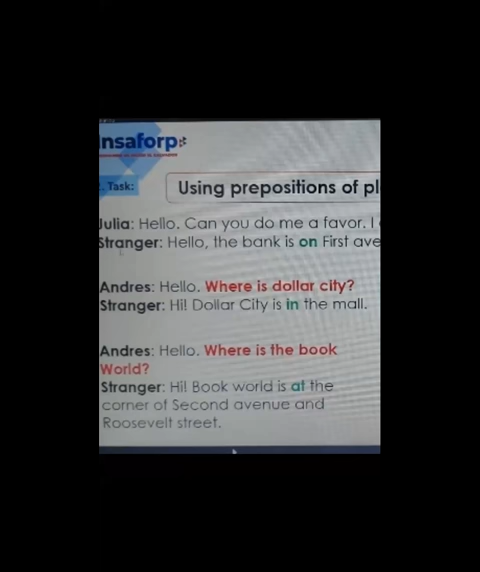 nsaforp
. Task:
Using prepositions of pl
Julia: Hello. Can you do me a favor. I
Stranger: Hello, the bank is on First ave
Andres: Hello. Where is dollar city?
Stranger: Hi! Dollar City is in the mall.
Andres: Hello. Where is the book
World?
Stranger: Hi! Book world is at the
corner of Second avenue and
Roosevelt street.